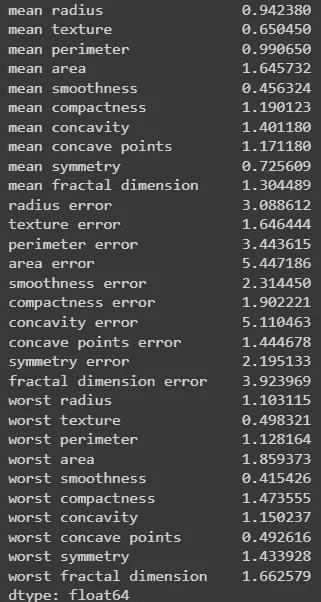 mean radius 0.942380
mean texture 0.650450
mean perimeter 0.990650
mean area 1.645732
mean smoothness 0.456324
mean compactness 1.190123
mean concavity 1.401180
mean concave points 1.171180
mean symmetry 0.725609
mean fractal dimension 1.304489
radius error 3.088612
texture error 1.646444
perimeter error 3.443615
area error 5.447186
smoothness error 2.314450
compactness error 1.902221
concavity error 5.110463
concave points error 1.444678
symmetry error 2.195133
fractal dimension error 3.923969
worst radius 1.103115
worst texture 0.498321
worst perimeter 1.128164
worst area 1.859373
worst smoothness 0.415426
worst compactness 1.473555
worst concavity 1.150237
worst concave points 0.492616
worst symmetry 1.433928
worst fractal dimension 1.662579
dtype: float64